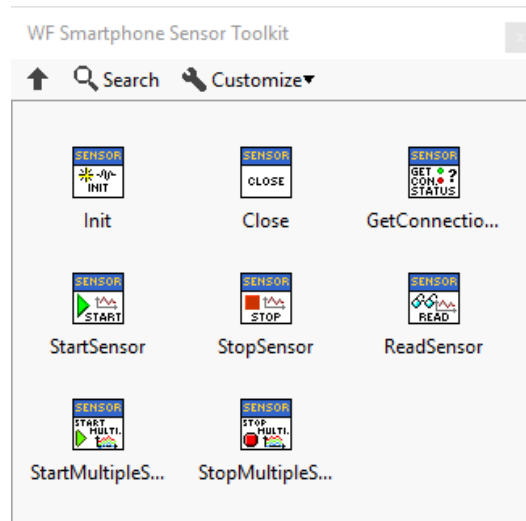 WF Smartphone Sensor Toolkit
Search Customize
SENSOR SENSOR SENSOR
INIT CLOSE GET CON. ? STATUS
Init Close GetConnectio...
SENSOR SENSOR SENSOR
START STOP READ
StartSensor StopSensor ReadSensor
SENSOR SENSOR
START MULTI. STOP MULTI.
StartMultipleS... StopMultipleS...